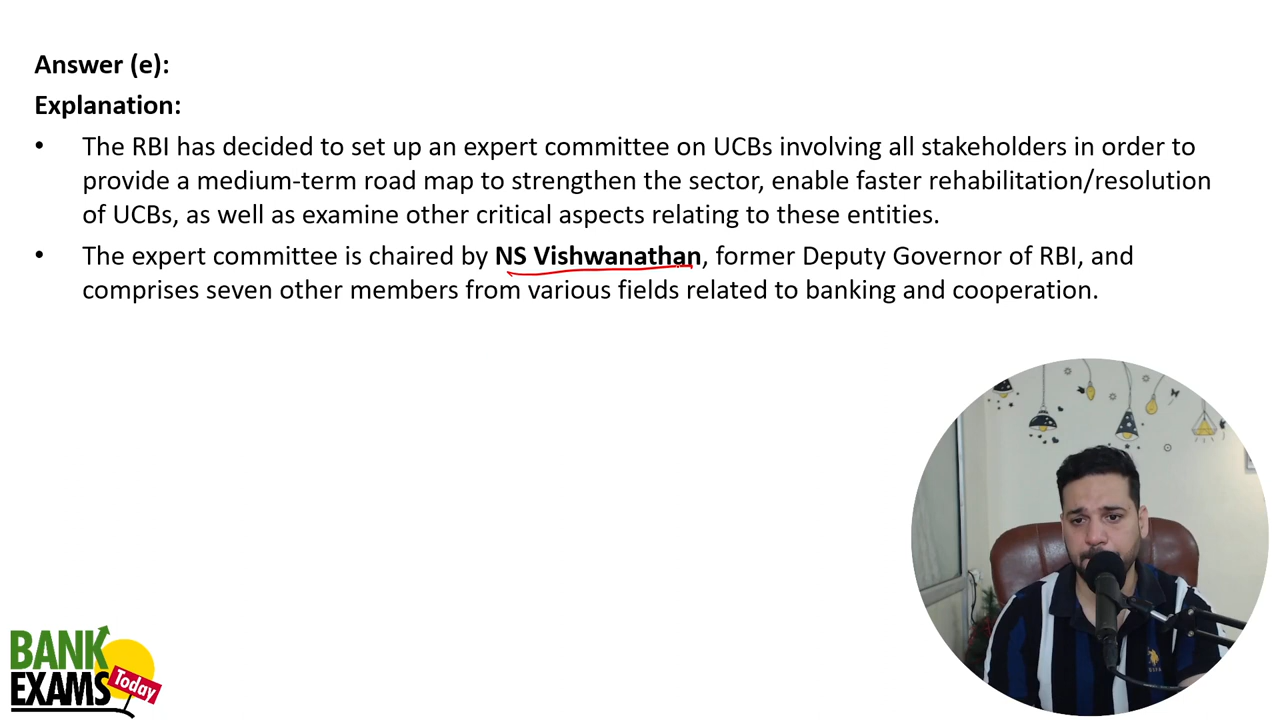 Answer (e):
Explanation:
• The RBI has decided to set up an expert committee on UCBs involving all stakeholders in order to
provide a medium-term road map to strengthen the sector, enable faster rehabilitation/resolution
of UCBs, as well as examine other critical aspects relating to these entities.
• The expert committee is chaired by NS Vishwanathan, former Deputy Governor of RBI, and
comprises seven other members from various fields related to banking and cooperation.
BANK
EXAMS
Today